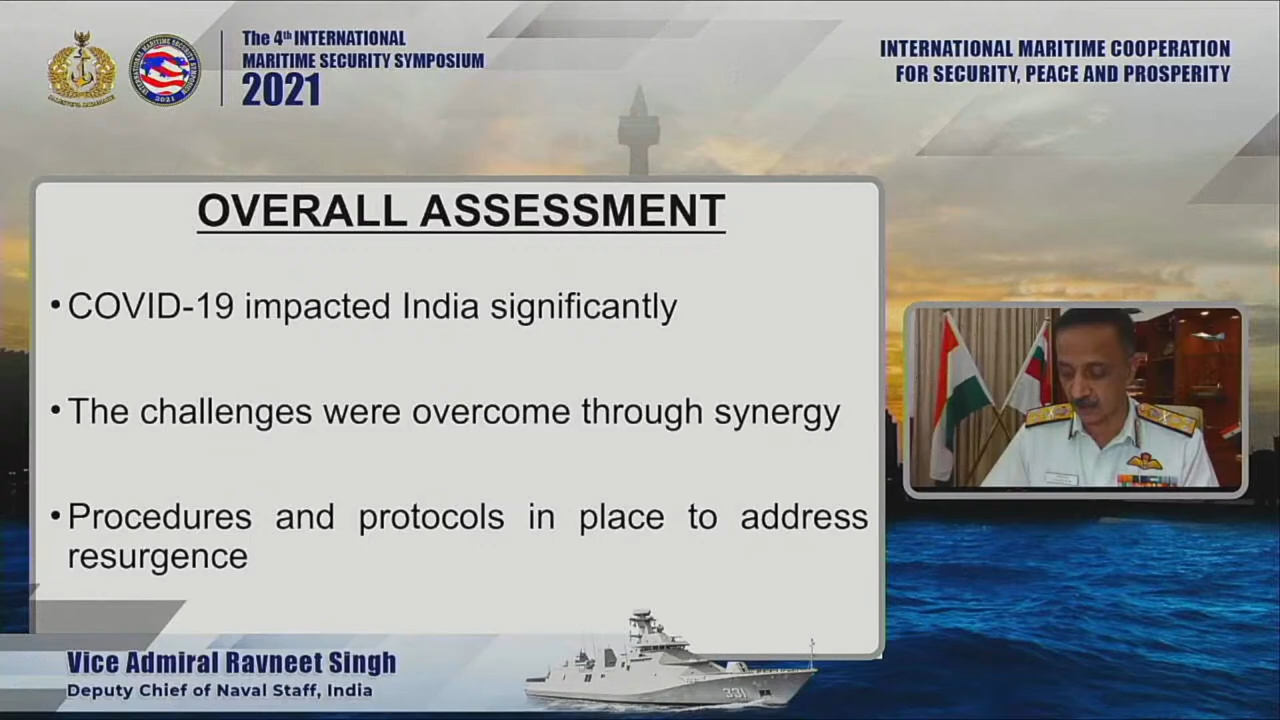 The 4th INTERNATIONAL
MARITIME SECURITY SYMPOSIUM
2021
INTERNATIONAL MARITIME COOPERATION
FOR SECURITY, PEACE AND PROSPERITY
OVERALL ASSESSMENT
•COVID-19 impacted India significantly
•The challenges were overcome through synergy
•Procedures and protocols in place to address
resurgence
Vice Admiral Ravneet Singh
Deputy Chief of Naval Staff, India
331